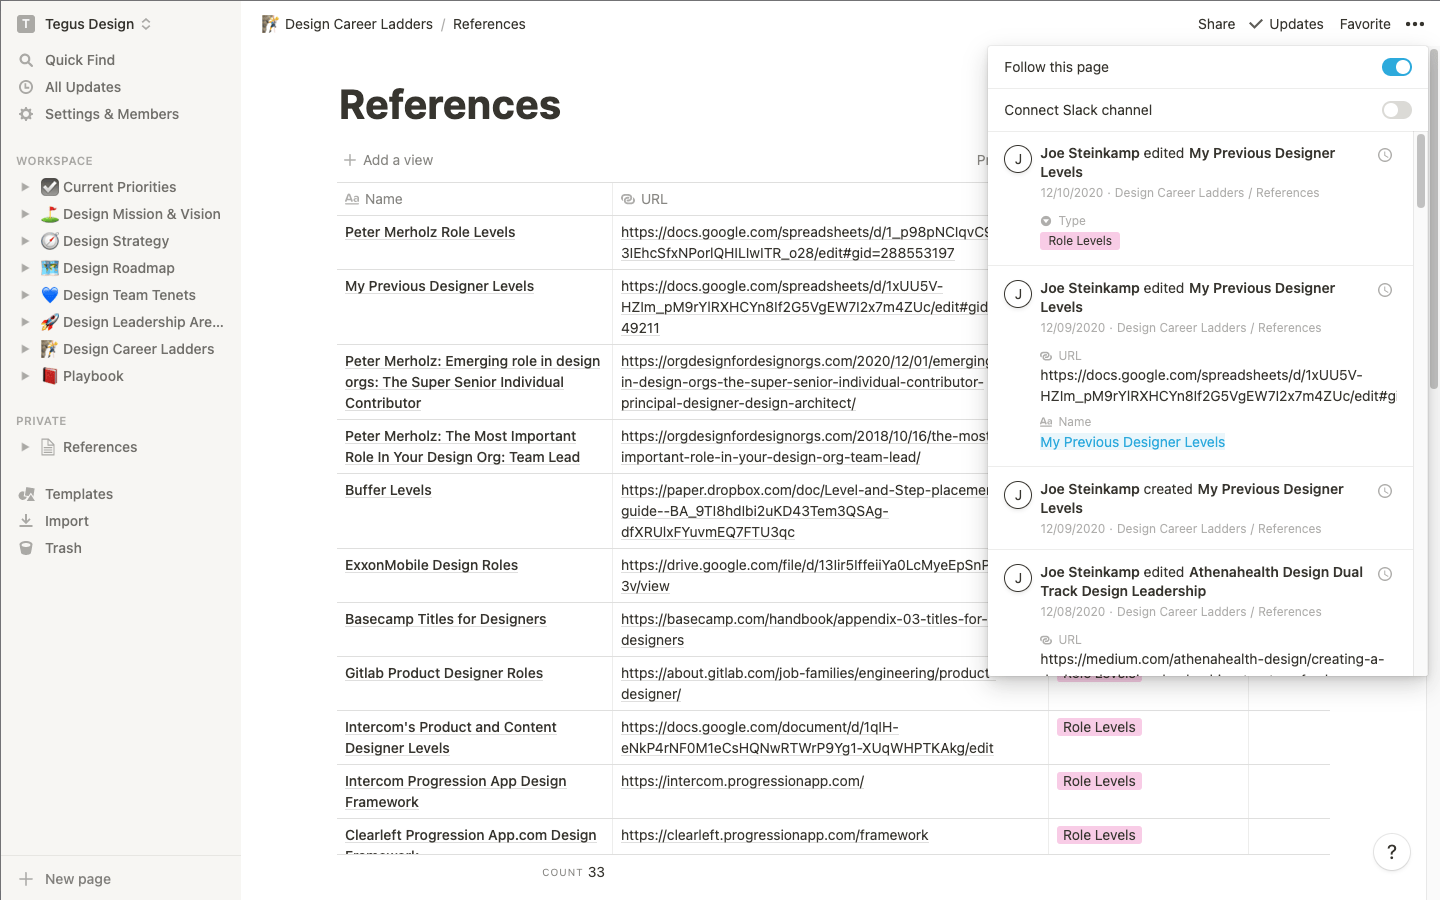 T Tegus Design
Quick Find
All Updates
Settings & Members
WORKSPACE
Current Priorities
Design Mission & Vision
Design Strategy
Design Roadmap
Design Team Tenets
Design Leadership Are...
Design Career Ladders
Playbook
PRIVATE
References
Templates
Import
Trash
New page
Design Career Ladders / References
Share Updates Favorite
References
Add a view
Aa Name URL
Peter Merholz Role Levels
https://docs.google.com/spreadsheets/d/1_p98pNClqvC9
3IEhcSfxNPorlQHILIwITR_o28/edit#gid=288553197
My Previous Designer Levels
https://docs.google.com/spreadsheets/d/1xUU5V-
HZIm_pM9rYlRXHCYn8lf2G5VgEW7I2x7m4ZUc/edit#gid
49211
Peter Merholz: Emerging role in design
orgs: The Super Senior Individual
Contributor
https://orgdesignfordesignorgs.com/2020/12/01/emerging
in-design-orgs-the-super-senior-individual-contributor-
principal-designer-design-architect/
Peter Merholz: The Most Important
Role In Your Design Org: Team Lead
https://orgdesignfordesignorgs.com/2018/10/16/the-most
important-role-in-your-design-org-team-lead/
Buffer Levels
https://paper.dropbox.com/doc/Level-and-Step-placemen
guide--BA_9TI8hdIbi2uKD43Tem3QSAg-
dfXRUlxFYuvmEQ7FTU3qc
ExxonMobile Design Roles
https://drive.google.com/file/d/13Iir5IffeiiYa0LcMyeEpSnP
3v/view
Basecamp Titles for Designers
https://basecamp.com/handbook/appendix-03-titles-for-
designers
Gitlab Product Designer Roles
https://about.gitlab.com/job-families/engineering/product-
designer/
Intercom's Product and Content
Designer Levels
https://docs.google.com/document/d/1qIH-
eNkP4rNF0M1eCsHQNwRTWrP9Yg1-XUqWHPTKAkg/edit
Role Levels
Intercom Progression App Design
Framework
https://intercom.progressionapp.com/
Role Levels
Clearleft Progression App.com Design
Framework
https://clearleft.progressionapp.com/framework
Role Levels
COUNT 33
Follow this page
Connect Slack channel
J Joe Steinkamp edited My Previous Designer
Levels
12/10/2020 · Design Career Ladders / References
Type
Role Levels
J Joe Steinkamp edited My Previous Designer
Levels
12/09/2020 · Design Career Ladders / References
URL
https://docs.google.com/spreadsheets/d/1xUU5V-
HZIm_pM9rYlRXHCYn8lf2G5VgEW7I2x7m4ZUc/edit#gi
Aa Name
My Previous Designer Levels
J Joe Steinkamp created My Previous Designer
Levels
12/09/2020 · Design Career Ladders / References
J Joe Steinkamp edited Athenahealth Design Dual
Track Design Leadership
12/08/2020 · Design Career Ladders / References
URL
https://medium.com/athenahealth-design/creating-a-
?